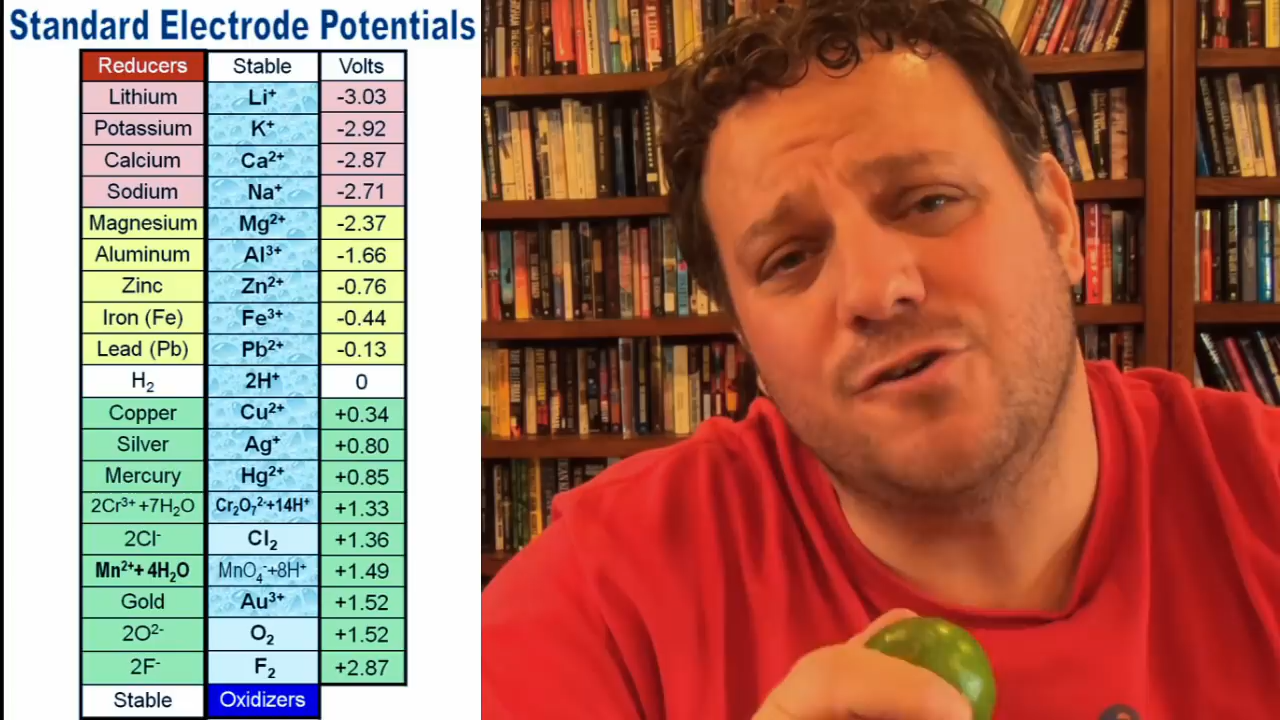 Standard Electrode Potentials
Reducers Stable Volts
Lithium Li⁺ -3.03
Potassium K⁺ -2.92
Calcium Ca²⁺ -2.87
Sodium Na⁺ -2.71
Magnesium Mg²⁺ -2.37
Aluminum Al³⁺ -1.66
Zinc Zn²⁺ -0.76
Iron (Fe) Fe³⁺ -0.44
Lead (Pb) Pb²⁺ -0.13
H₂ 2H⁺ 0
Copper Cu²⁺ +0.34
Silver Ag⁺ +0.80
Mercury Hg²⁺ +0.85
2Cr³⁺ +7H₂O Cr₂O₇²⁻+14H⁺ +1.33
2Cl⁻ Cl₂ +1.36
Mn²⁺+ 4H₂O MnO₄⁻+8H⁺ +1.49
Gold Au³⁺ +1.52
2O²⁻ O₂ +1.52
2F⁻ F₂ +2.87
Stable Oxidizers